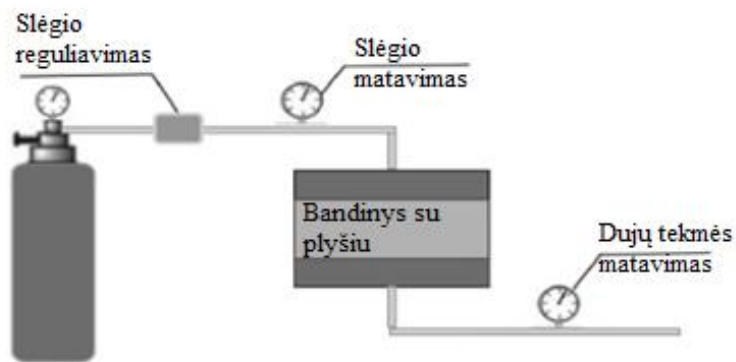 Slėgio
reguliavimas
Slėgio
matavimas
Bandinys su
plyšiu
Dujų tekmės
matavimas